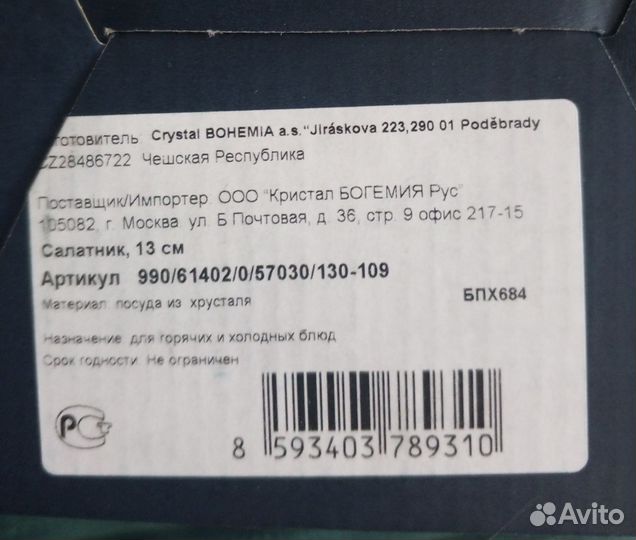 готовитель: Crystal BOHEMIA a.s."Jiráskova 223,290 01 Poděbrady
CZ28486722 Чешская Республика
Поставщик/Импортер: ООО "Кристал БОГЕМИЯ Рус"
105082, г. Москва ул. Б Почтовая, д. 36, стр. 9 офис 217-15
Салатник, 13 см
Артикул 990/61402/0/57030/130-109
Материал: посуда из хрусталя
БПХ684
Назначение: для горячих и холодных блюд
Срок годности: Не ограничен
РС
8 593403 789310
Avito